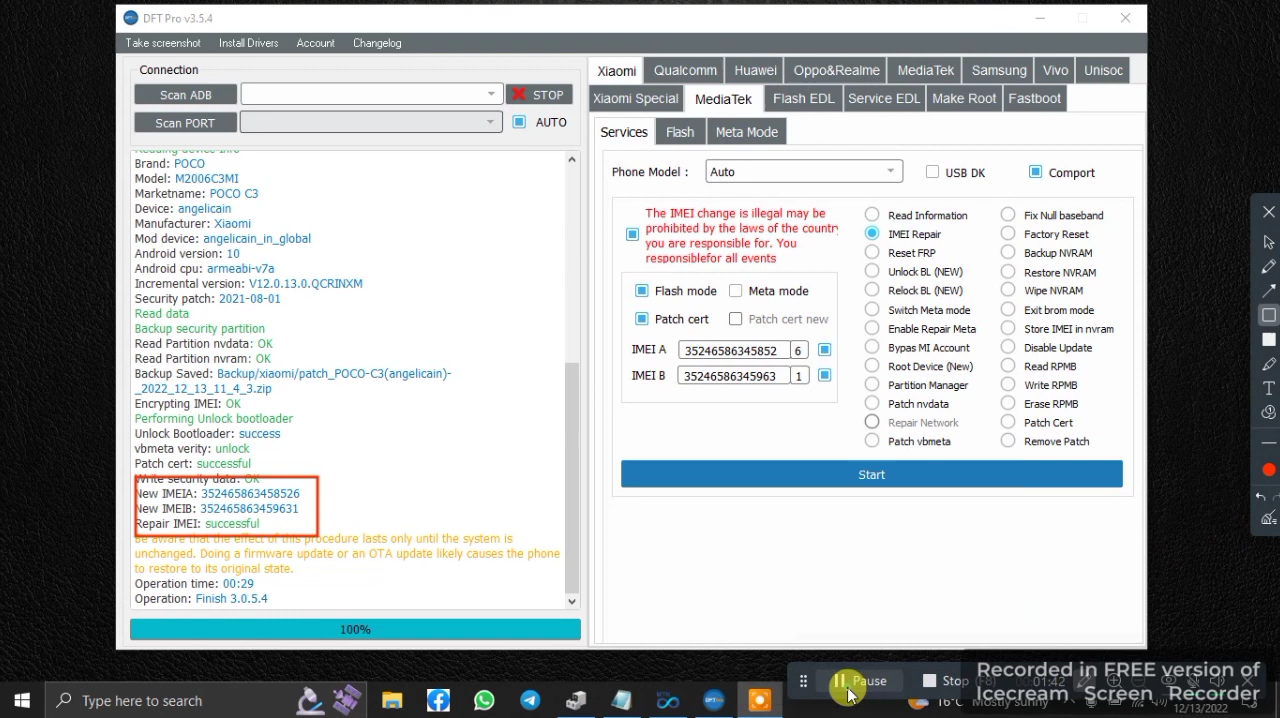 DFT Pro v3.5.4
Take screenshot Install Drivers Account Changelog
Connection
Scan ADB STOP
Scan PORT AUTO
Reading device info
Brand: POCO
Model: M2006C3MI
Marketname: POCO C3
Device: angelicain
Manufacturer: Xiaomi
Mod device: angelicain_in_global
Android version: 10
Android cpu: armeabi-v7a
Incremental version: V12.0.13.0.QCRINXM
Security patch: 2021-08-01
Read data
Backup security partition
Read Partition nvdata: OK
Read Partition nvram: OK
Backup Saved: Backup/xiaomi/patch_POCO-C3(angelicain)-
_2022_12_13_11_4_3.zip
Encrypting IMEI: OK
Performing Unlock bootloader
Unlock Bootloader: success
vbmeta verity: unlock
Patch cert: successful
Write security data: OK
New IMEIA: 352465863458526
New IMEIB: 352465863459631
Repair IMEI: successful
Be aware that the effect of this procedure lasts only until the system is
unchanged. Doing a firmware update or an OTA update likely causes the phone
to restore to its original state.
Operation time: 00:29
Operation: Finish 3.0.5.4
100%
Xiaomi Qualcomm Huawei Oppo&Realme MediaTek Samsung Vivo Unisoc
Xiaomi Special MediaTek Flash EDL Service EDL Make Root Fastboot
Services Flash Meta Mode
Phone Model : Auto USB DK Comport
The IMEI change is illegal may be
prohibited by the laws of the country
you are responsible for. You
responsiblefor all events
Flash mode Meta mode
Patch cert Patch cert new
IMEI A 35246586345852 6
IMEI B 35246586345963 1
Read Information Fix Null baseband
IMEI Repair Factory Reset
Reset FRP Backup NVRAM
Unlock BL (NEW) Restore NVRAM
Relock BL (NEW) Wipe NVRAM
Switch Meta mode Exit brom mode
Enable Repair Meta Store IMEI in nvram
Bypas MI Account Disable Update
Root Device (New) Read RPMB
Partition Manager Write RPMB
Patch nvdata Erase RPMB
Repair Network Patch Cert
Patch vbmeta Remove Patch
Start
Pause Stop (F8) 01:42
Recorded in FREE version of
Icecream Screen Recorder
Type here to search
16°C Mostly sunny
12/13/2022